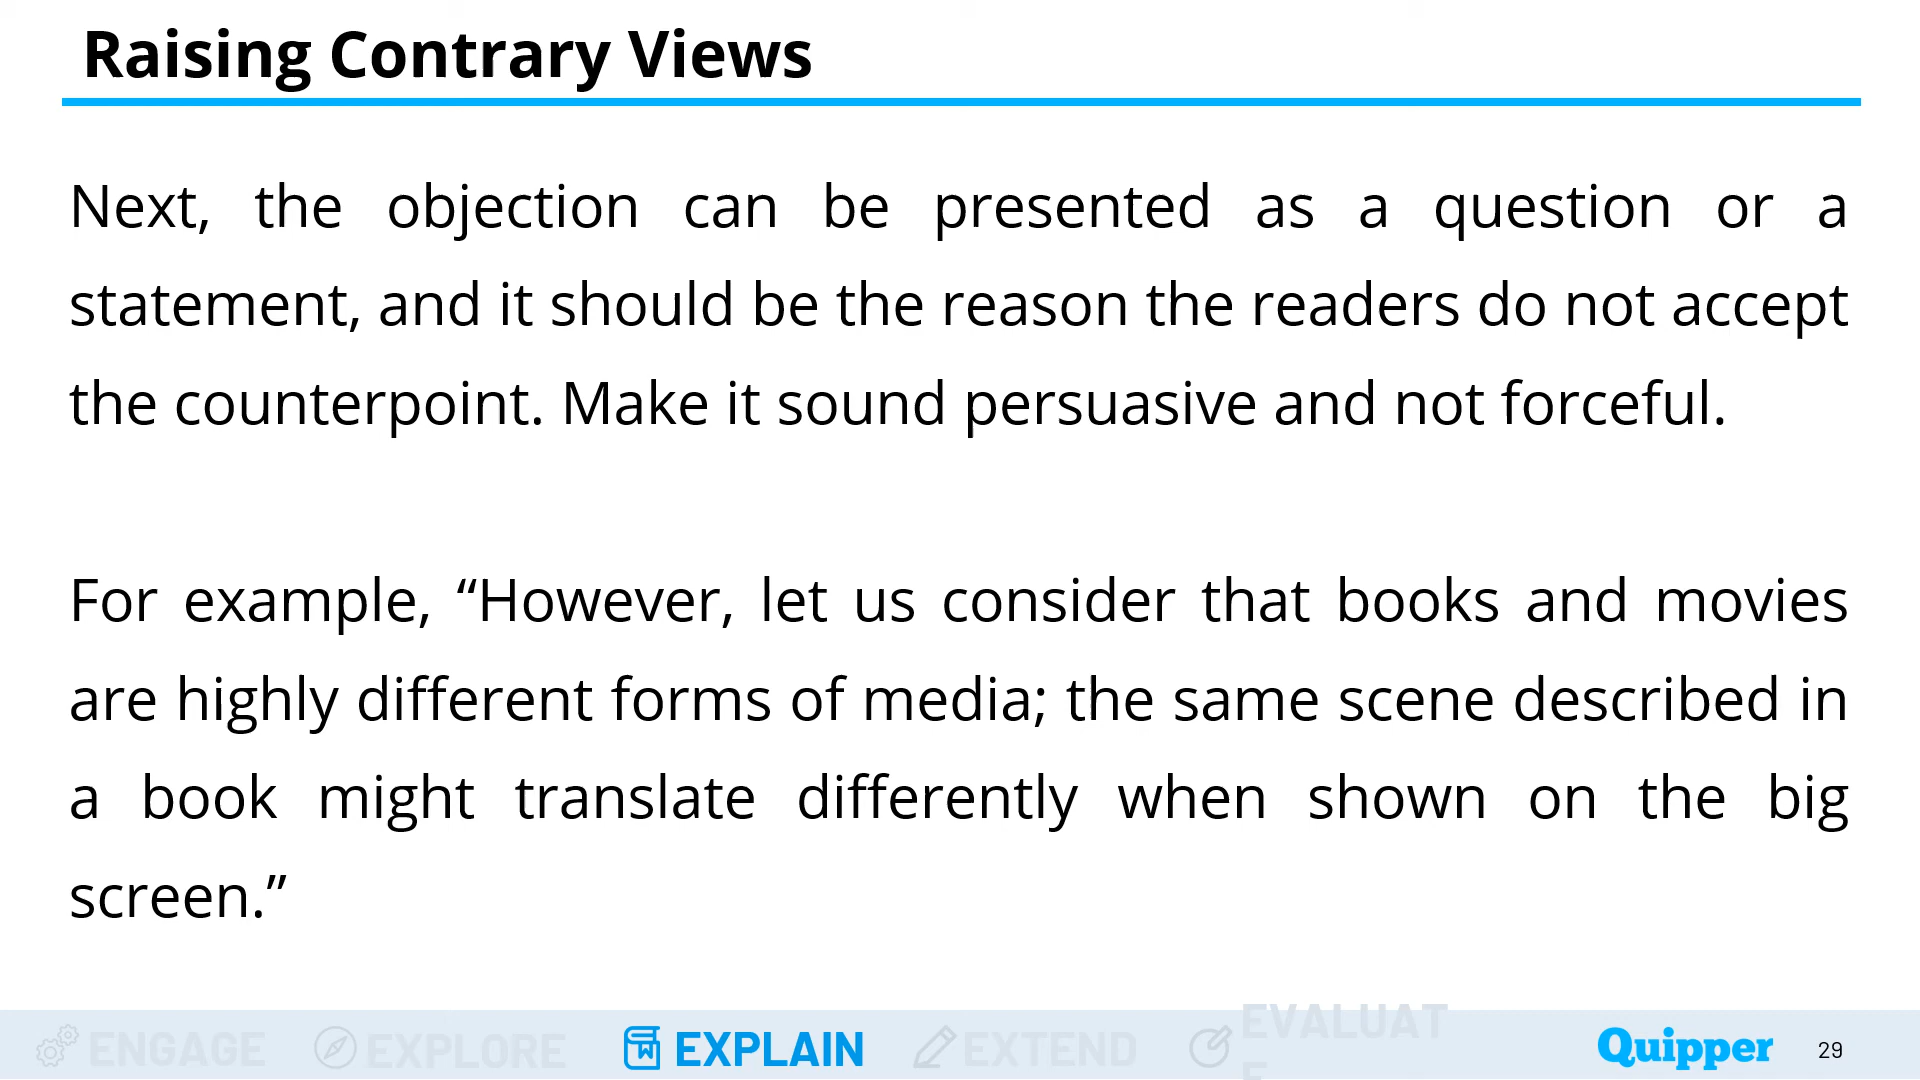 Raising Contrary Views
Next, the objection can be presented as a question or a
statement, and it should be the reason the readers do not accept
the counterpoint. Make it sound persuasive and not forceful.
For example, “However, let us consider that books and movies
are highly different forms of media; the same scene described in
a book might translate differently when shown on the big
screen.”
ENGAGE
EXPLORE
EXPLAIN
EXTEND
EVALUAT
E
Quipper
29